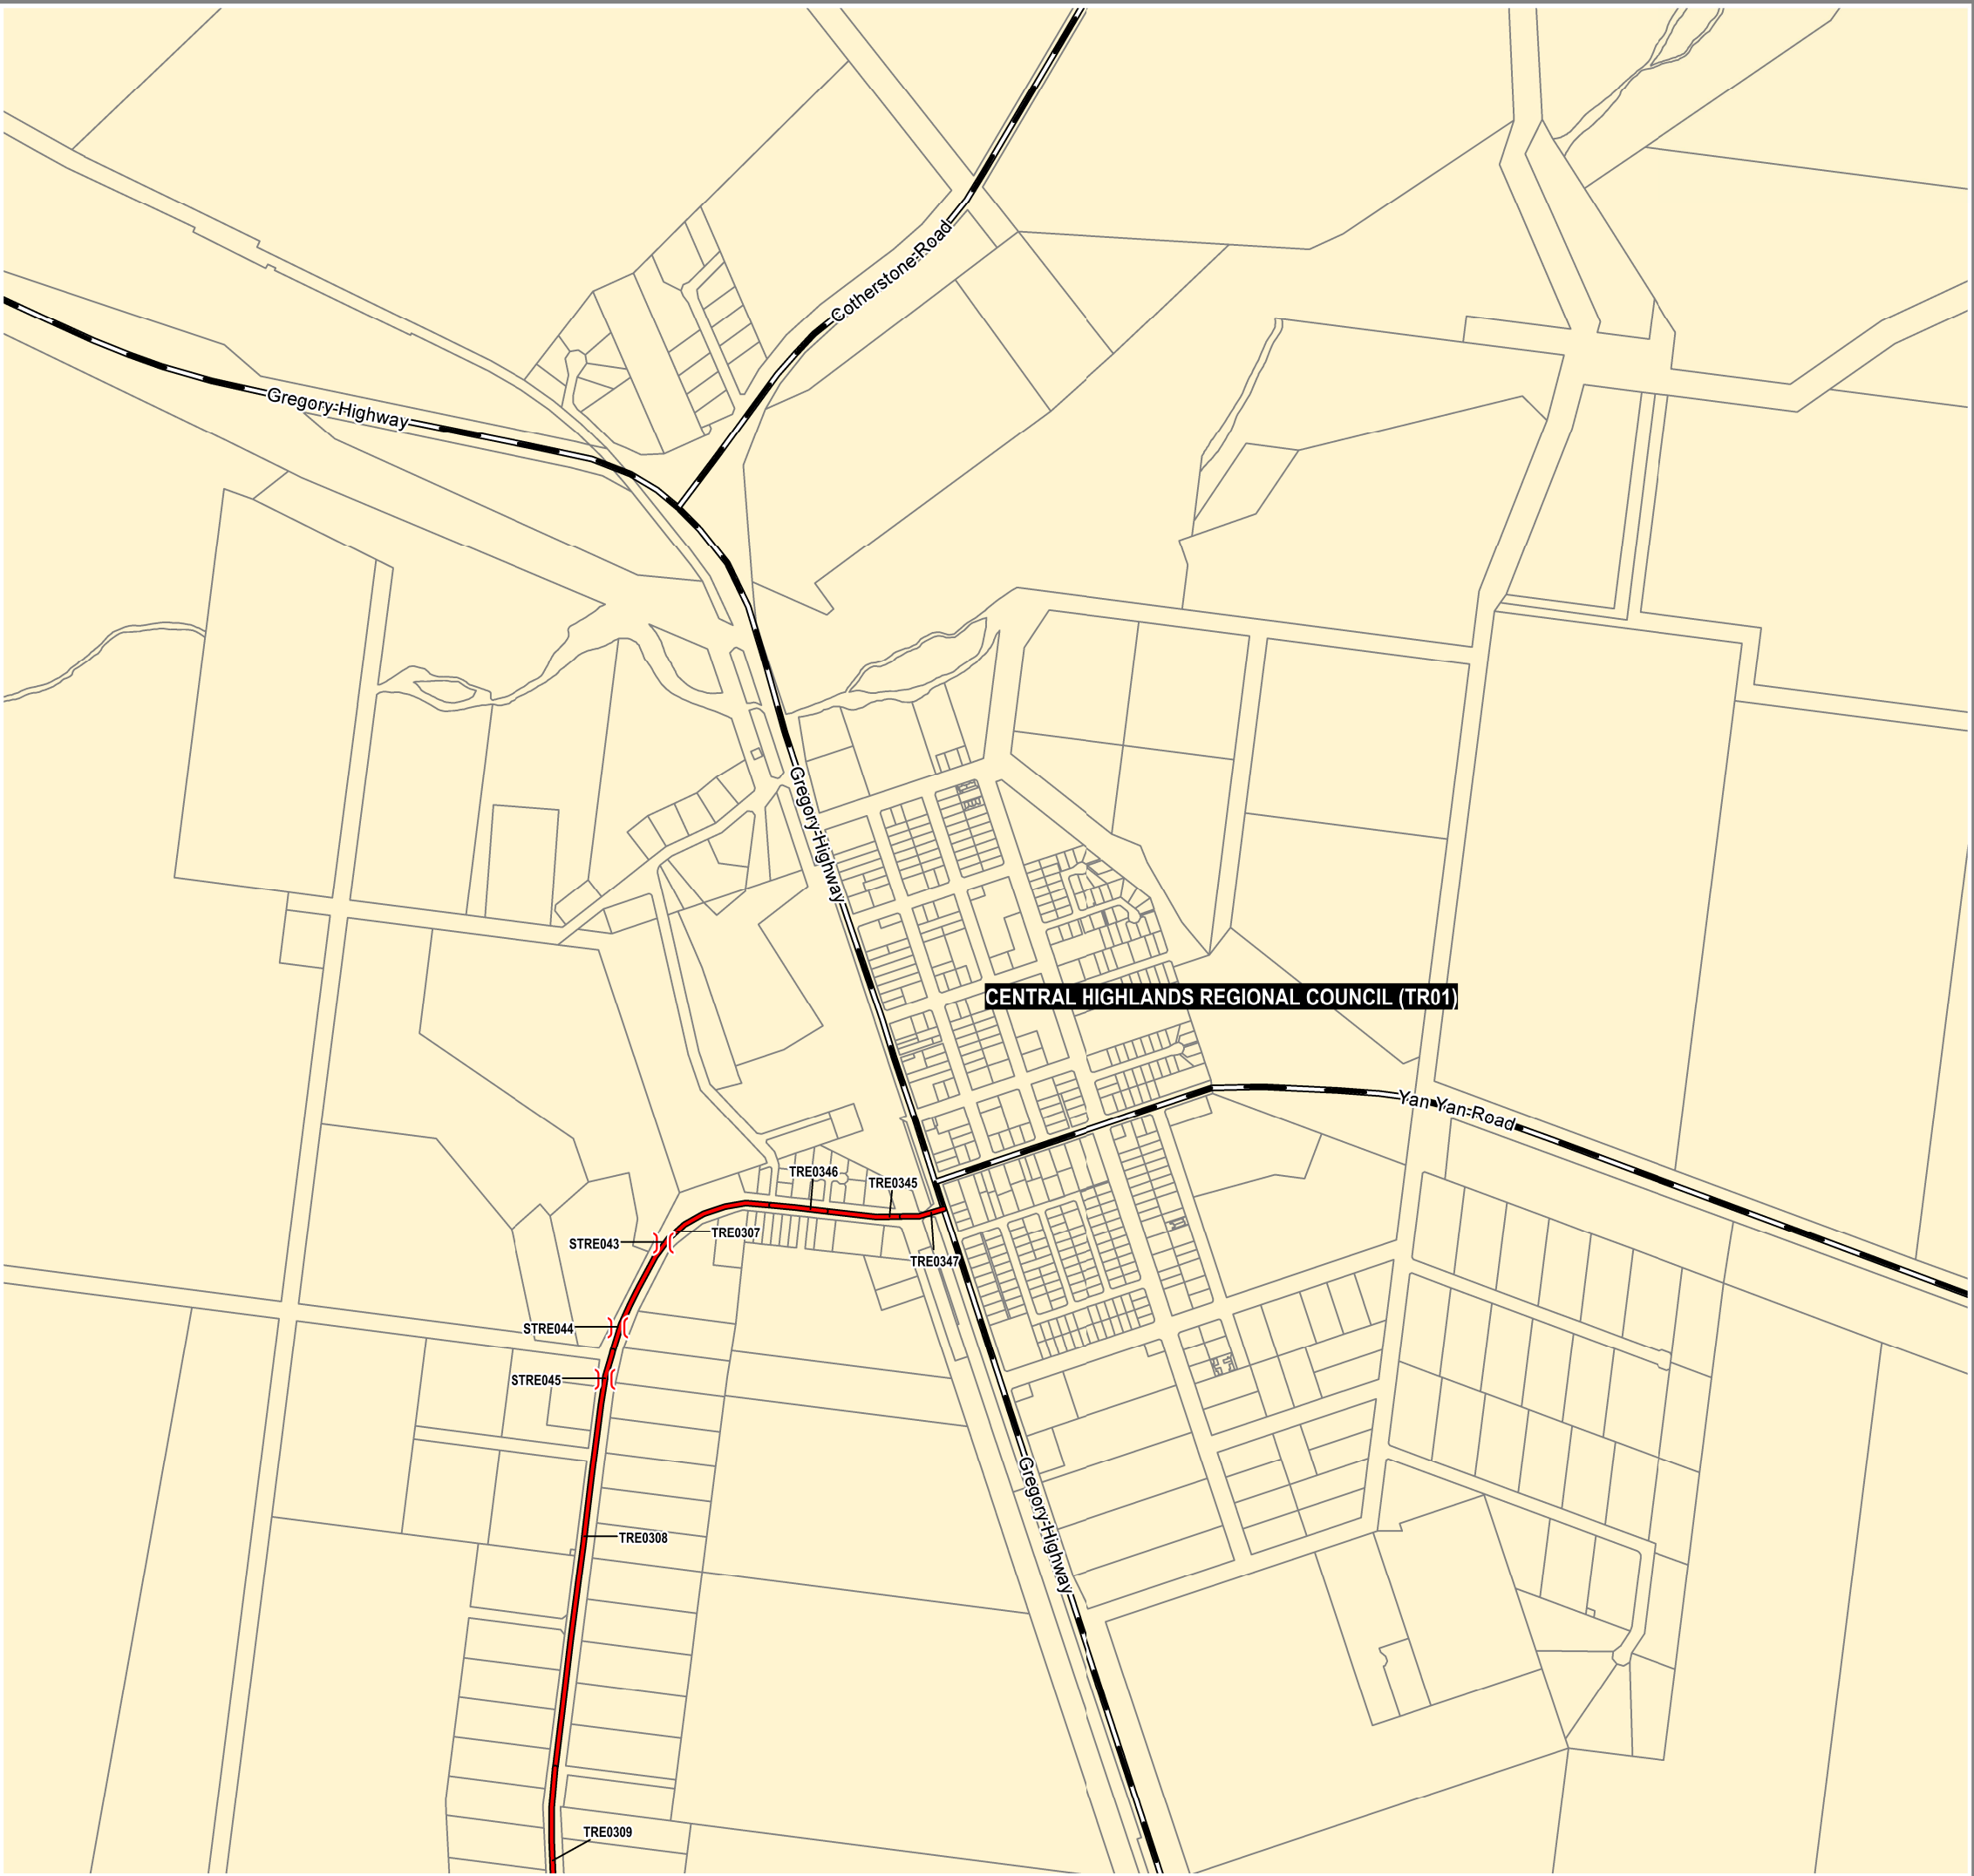 Cotherstone Road
Gregory Highway
Gregory Highway
CENTRAL HIGHLANDS REGIONAL COUNCIL (TR01)
Yan Yan Road
TRE0346
TRE0345
TRE0307
STRE043
TRE0347
STRE044
STRE045
Gregory Highway
TRE0308
TRE0309